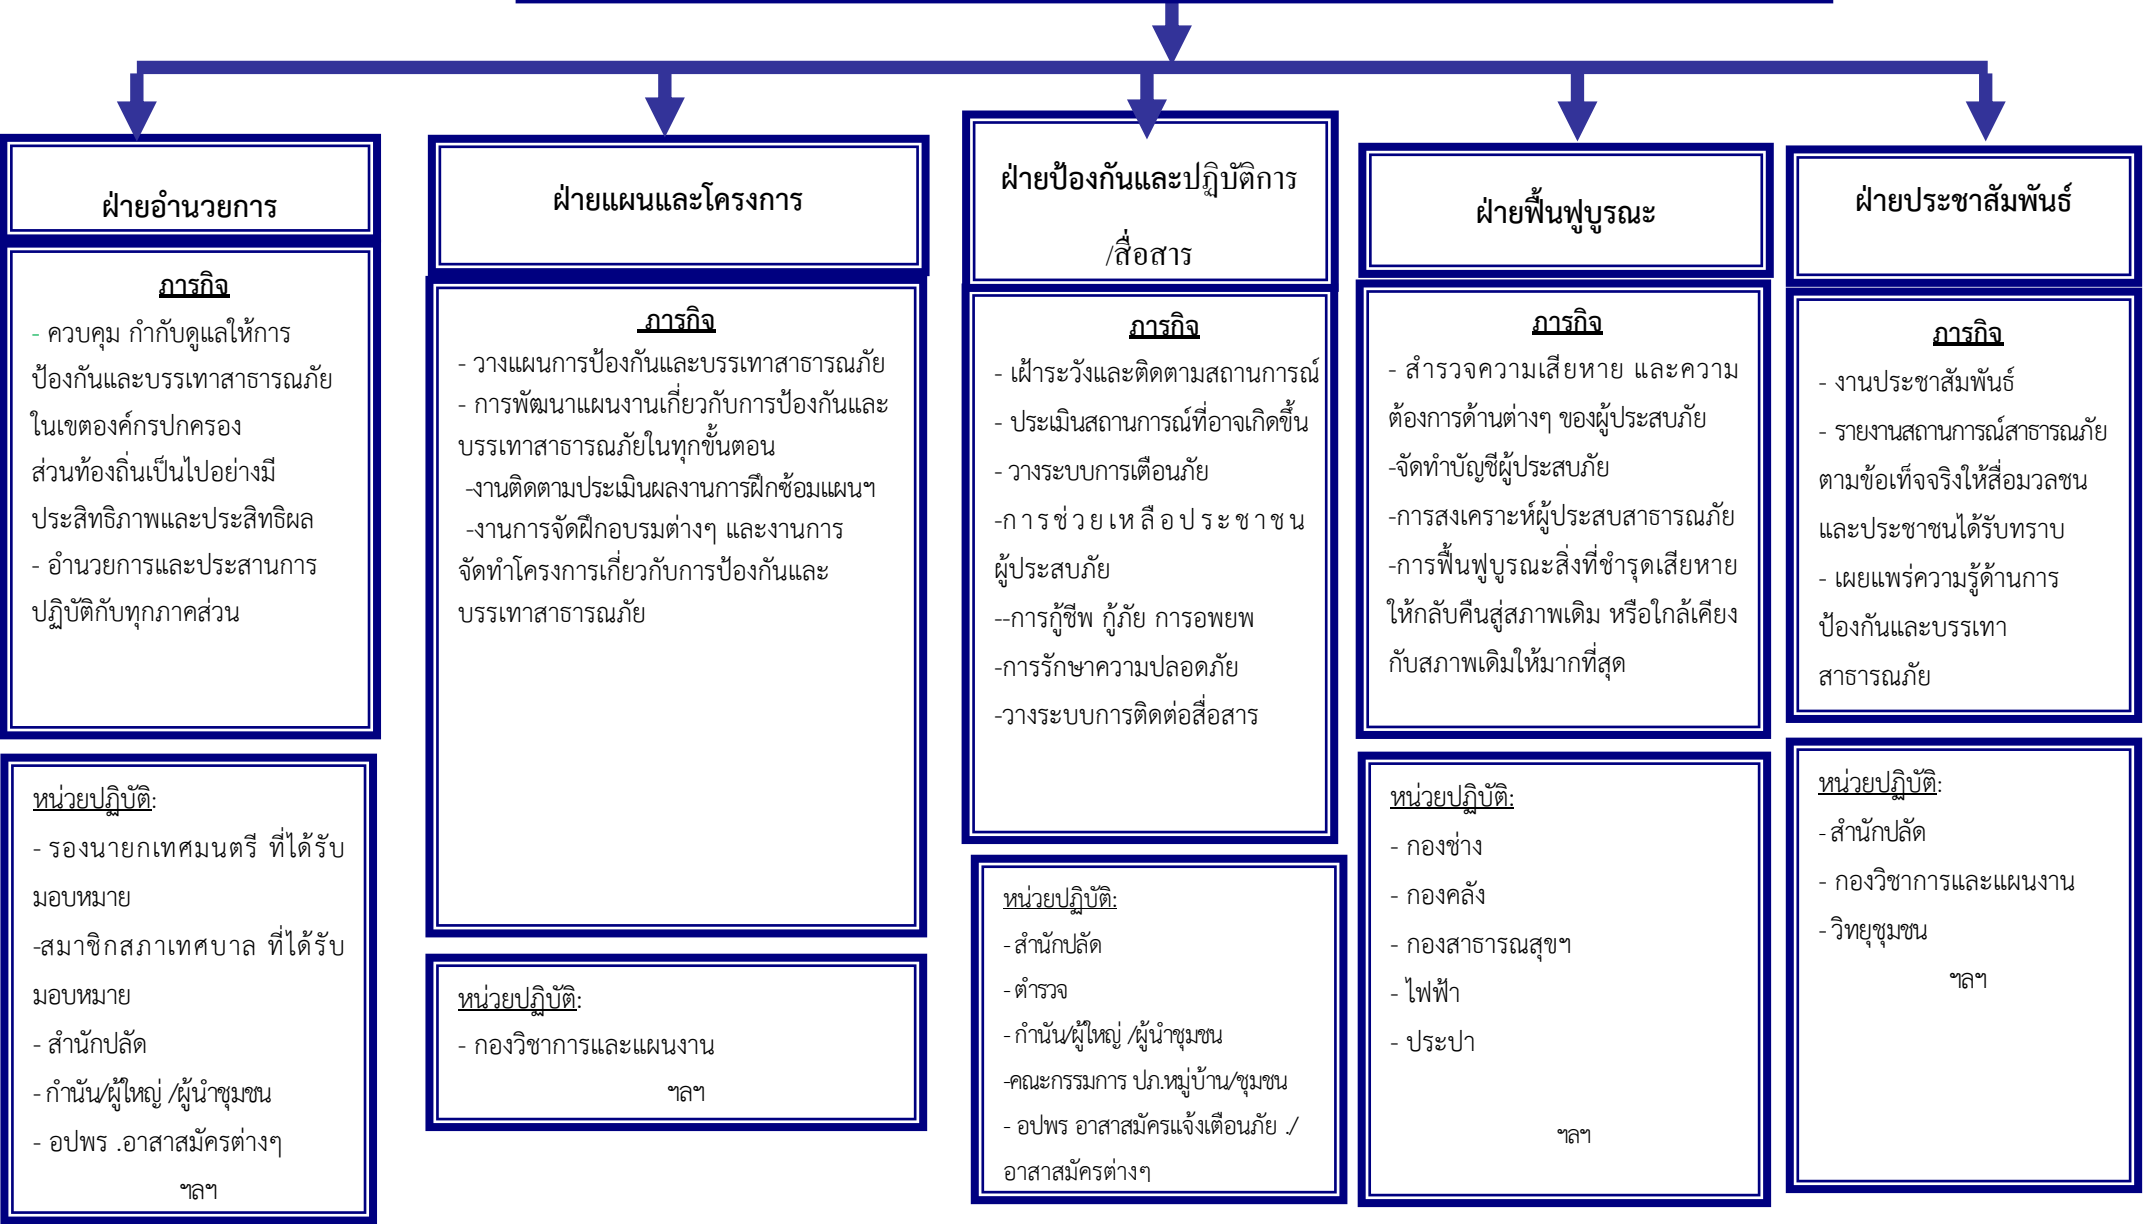 ฝ่ายอำนวยการ
ภารกิจ
- ควบคุม กำกับดูแลให้การ
ป้องกันและบรรเทาสาธารณภัย
ในเขตองค์กรปกครอง
ส่วนท้องถิ่นเป็นไปอย่างมี
ประสิทธิภาพและประสิทธิผล
- อำนวยการและประสานการ
ปฏิบัติกับทุกภาคส่วน
หน่วยปฏิบัติ:
- รองนายกเทศมนตรี ที่ได้รับ
มอบหมาย
-สมาชิกสภาเทศบาล ที่ได้รับ
มอบหมาย
- สำนักปลัด
- กำนัน/ผู้ใหญ่ /ผู้นำชุมชน
- อปพร .อาสาสมัครต่างๆ
ฯลฯ
ฝ่ายแผนและโครงการ
ภารกิจ
- วางแผนการป้องกันและบรรเทาสาธารณภัย
- การพัฒนาแผนงานเกี่ยวกับการป้องกันและ
บรรเทาสาธารณภัยในทุกขั้นตอน
-งานติดตามประเมินผลงานการฝึกซ้อมแผนฯ
-งานการจัดฝึกอบรมต่างๆ และงานการ
จัดทำโครงการเกี่ยวกับการป้องกันและ
บรรเทาสาธารณภัย
หน่วยปฏิบัติ:
- กองวิชาการและแผนงาน
ฯลฯ
ฝ่ายป้องกันและปฏิบัติการ
/สื่อสาร
ภารกิจ
- เฝ้าระวังและติดตามสถานการณ์
- ประเมินสถานการณ์ที่อาจเกิดขึ้น
- วางระบบการเตือนภัย
-การช่วยเหลือประชาชน
ผู้ประสบภัย
--การกู้ชีพ กู้ภัย การอพยพ
-การรักษาความปลอดภัย
-วางระบบการติดต่อสื่อสาร
หน่วยปฏิบัติ:
- สำนักปลัด
- ตำรวจ
- กำนัน/ผู้ใหญ่ /ผู้นำชุมชน
-คณะกรรมการ ปภ.หมู่บ้าน/ชุมชน
- อปพร อาสาสมัครแจ้งเตือนภัย ./
อาสาสมัครต่างๆ
ฝ่ายฟื้นฟูบูรณะ
ภารกิจ
- สำรวจความเสียหาย และความ
ต้องการด้านต่างๆ ของผู้ประสบภัย
-จัดทำบัญชีผู้ประสบภัย
-การสงเคราะห์ผู้ประสบสาธารณภัย
-การฟื้นฟูบูรณะสิ่งที่ชำรุดเสียหาย
ให้กลับคืนสู่สภาพเดิม หรือใกล้เคียง
กับสภาพเดิมให้มากที่สุด
หน่วยปฏิบัติ:
- กองช่าง
- กองคลัง
- กองสาธารณสุขฯ
- ไฟฟ้า
- ประปา
ฯลฯ
ฝ่ายประชาสัมพันธ์
ภารกิจ
- งานประชาสัมพันธ์
- รายงานสถานการณ์สาธารณภัย
ตามข้อเท็จจริงให้สื่อมวลชน
และประชาชนได้รับทราบ
- เผยแพร่ความรู้ด้านการ
ป้องกันและบรรเทา
สาธารณภัย
หน่วยปฏิบัติ:
- สำนักปลัด
- กองวิชาการและแผนงาน
- วิทยุชุมชน
ฯลฯ